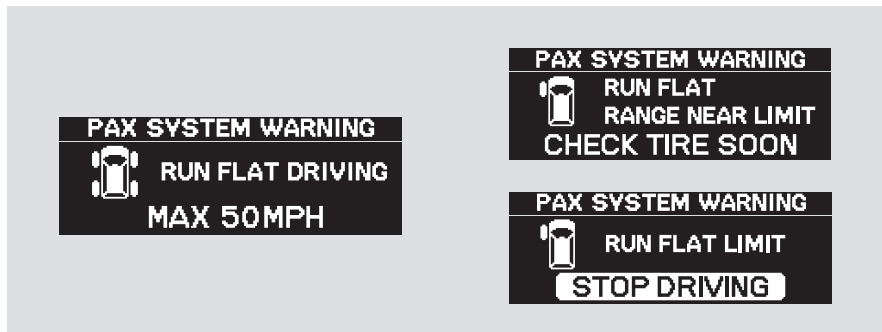 PAX SYSTEM WARNING
RUN FLAT DRIVING
MAX 50MPH
PAX SYSTEM WARNING
RUN FLAT
RANGE NEAR LIMIT
CHECK TIRE SOON
PAX SYSTEM WARNING
RUN FLAT LIMIT
STOP DRIVING